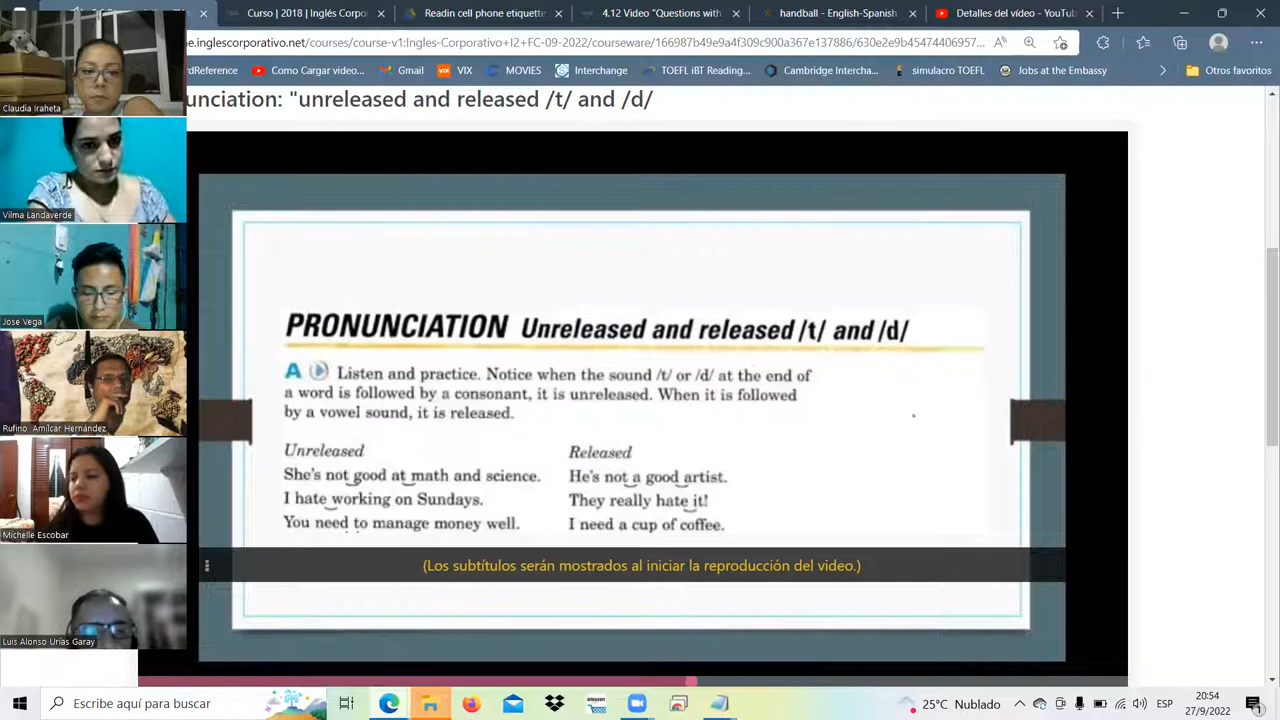 Curso | 2018 | Inglés Corpor
Readin cell phone etiquette
4.12 Video "Questions with
handball - English-Spanish
Detalles del vídeo - YouTub
e.inglescorporativo.net/courses/course-v1:Ingles-Corporativo+I2+FC-09-2022/courseware/166987b49e9a4f309c900a367e137886/630e2e9b45474406957...
rdReference
Como Cargar video...
Gmail
VIX
MOVIES
Interchange
TOEFL iBT Reading...
Cambridge Intercha...
simulacro TOEFL
Jobs at the Embassy
Otros favoritos
unciation: "unreleased and released /t/ and /d/
Claudia Iraheta
Vilma Landaverde
Jose Vega
Rufino Amílcar Hernández
Michelle Escobar
Luis Alonso Urías Garay
PRONUNCIATION Unreleased and released /t/ and /d/
A Listen and practice. Notice when the sound /t/ or /d/ at the end of
a word is followed by a consonant, it is unreleased. When it is followed
by a vowel sound, it is released.
Unreleased
She's not good at math and science.
I hate working on Sundays.
You need to manage money well.
Released
He's not a good artist.
They really hate it!
I need a cup of coffee.
(Los subtítulos serán mostrados al iniciar la reproducción del video.)
Escribe aquí para buscar
25°C Nublado
ESP
20:54
27/9/2022